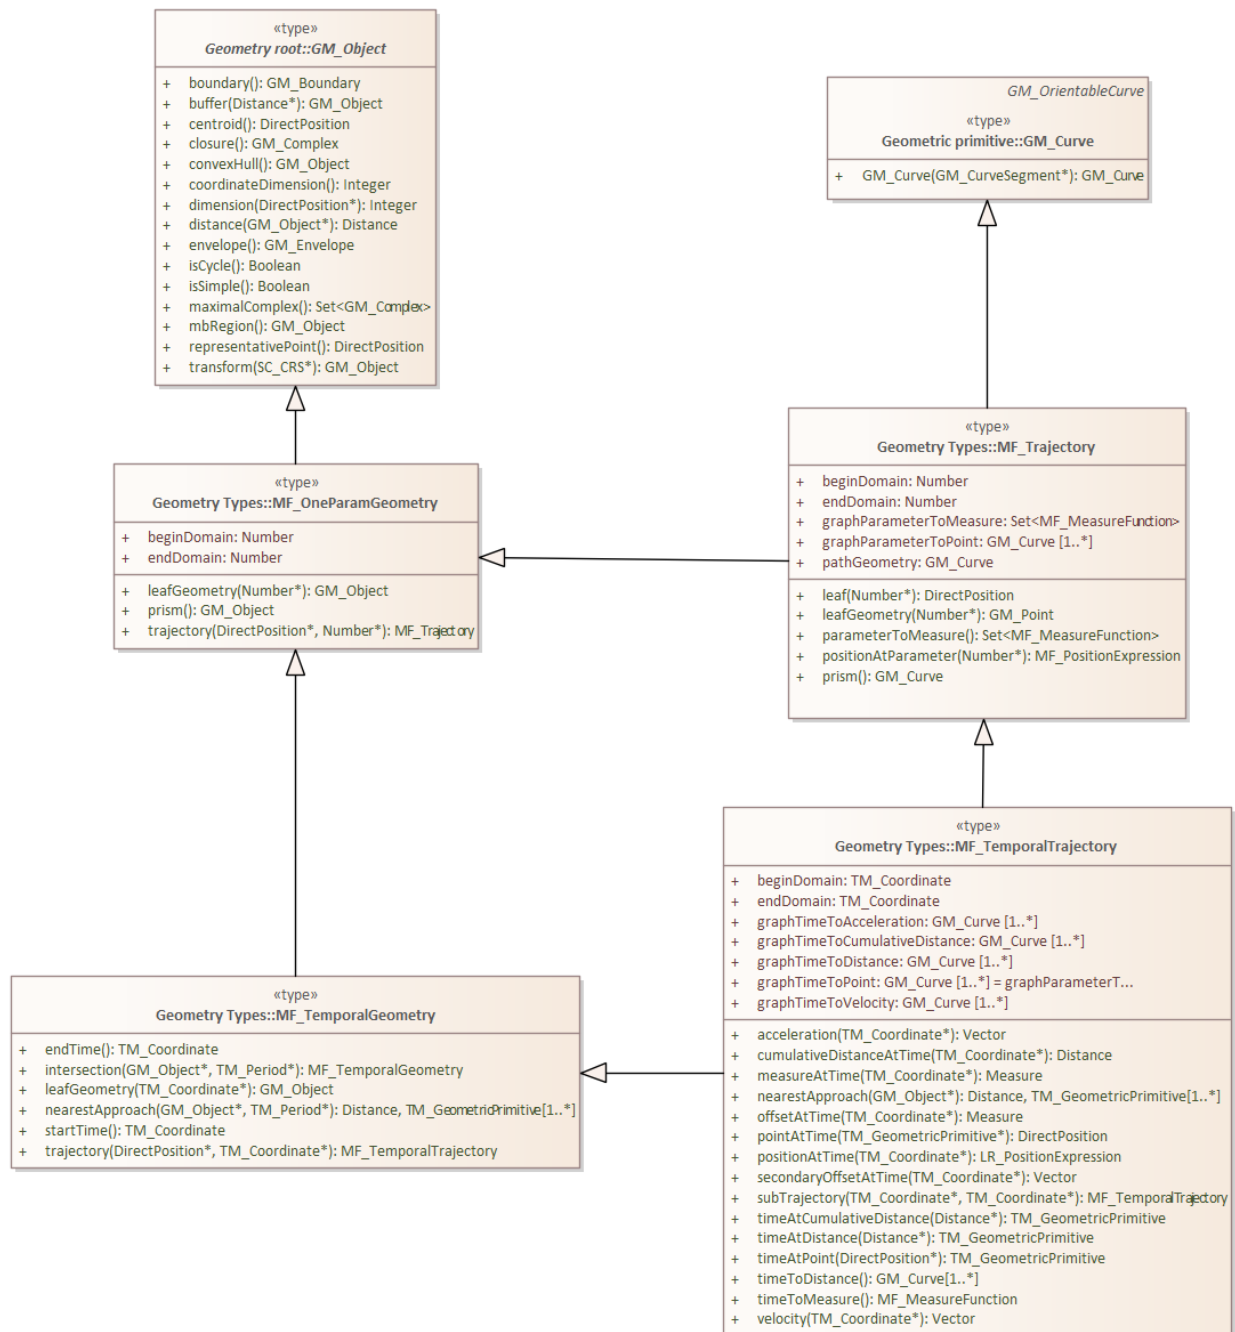 «type»
Geometry root::GM_Object
+ boundary(): GM_Boundary
+ buffer(Distance*): GM_Object
+ centroid(): DirectPosition
+ closure(): GM_Complex
+ convexHull(): GM_Object
+ coordinateDimension(): Integer
+ dimension(DirectPosition*): Integer
+ distance(GM_Object*): Distance
+ envelope(): GM_Envelope
+ isCycle(): Boolean
+ isSimple(): Boolean
+ maximalComplex(): Set<GM_Complex>
+ mbRegion(): GM_Object
+ representativePoint(): DirectPosition
+ transform(SC_CRS*): GM_Object
GM_OrientableCurve
«type»
Geometric primitive::GM_Curve
+ GM_Curve(GM_CurveSegment*): GM_Curve
«type»
Geometry Types::MF_OneParamGeometry
+ beginDomain: Number
+ endDomain: Number
+ leafGeometry(Number*): GM_Object
+ prism(): GM_Object
+ trajectory(DirectPosition*, Number*): MF_Trajectory
«type»
Geometry Types::MF_Trajectory
+ beginDomain: Number
+ endDomain: Number
+ graphParameterToMeasure: Set<MF_MeasureFunction>
+ graphParameterToPoint: GM_Curve [1..*]
+ pathGeometry: GM_Curve
+ leaf(Number*): DirectPosition
+ leafGeometry(Number*): GM_Point
+ parameterToMeasure(): Set<MF_MeasureFunction>
+ positionAtParameter(Number*): MF_PositionExpression
+ prism(): GM_Curve
«type»
Geometry Types::MF_TemporalGeometry
+ endTime(): TM_Coordinate
+ intersection(GM_Object*, TM_Period*): MF_TemporalGeometry
+ leafGeometry(TM_Coordinate*): GM_Object
+ nearestApproach(GM_Object*, TM_Period*): Distance, TM_GeometricPrimitive[1..*]
+ startTime(): TM_Coordinate
+ trajectory(DirectPosition*, TM_Coordinate*): MF_TemporalTrajectory
«type»
Geometry Types::MF_TemporalTrajectory
+ beginDomain: TM_Coordinate
+ endDomain: TM_Coordinate
+ graphTimeToAcceleration: GM_Curve [1..*]
+ graphTimeToCumulativeDistance: GM_Curve [1..*]
+ graphTimeToDistance: GM_Curve [1..*]
+ graphTimeToPoint: GM_Curve [1..*] = graphParameterT...
+ graphTimeToVelocity: GM_Curve [1..*]
+ acceleration(TM_Coordinate*): Vector
+ cumulativeDistanceAtTime(TM_Coordinate*): Distance
+ measureAtTime(TM_Coordinate*): Measure
+ nearestApproach(GM_Object*): Distance, TM_GeometricPrimitive[1..*]
+ offsetAtTime(TM_Coordinate*): Measure
+ pointAtTime(TM_GeometricPrimitive*): DirectPosition
+ positionAtTime(TM_Coordinate*): LR_PositionExpression
+ secondaryOffsetAtTime(TM_Coordinate*): Vector
+ subTrajectory(TM_Coordinate*, TM_Coordinate*): MF_TemporalTrajectory
+ timeAtCumulativeDistance(Distance*): TM_GeometricPrimitive
+ timeAtDistance(Distance*): TM_GeometricPrimitive
+ timeAtPoint(DirectPosition*): TM_GeometricPrimitive
+ timeToDistance(): GM_Curve[1..*]
+ timeToMeasure(): MF_MeasureFunction
+ velocity(TM_Coordinate*): Vector